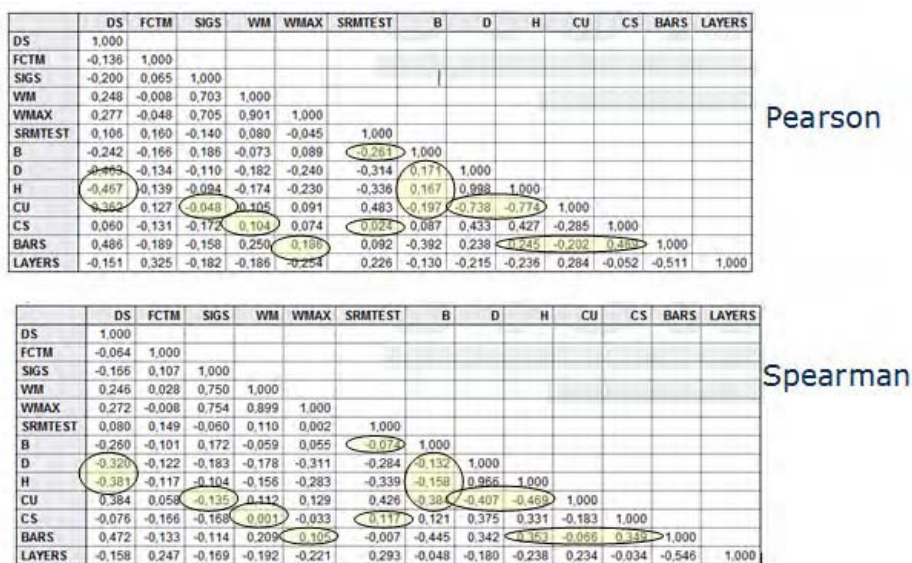 DS FCTM SIGS WM WMAX SRMTEST B D H CU CS BARS LAYERS
DS 1,000
FCTM -0,136 1,000
SIGS -0,200 0,065 1,000
WM 0,248 -0,008 0,703 1,000
WMAX 0,277 -0,048 0,705 0,901 1,000
SRMTEST 0,106 0,160 -0,140 0,080 -0,045 1,000
B -0,242 -0,166 0,186 -0,073 0,089 -0,261 1,000
D -0,463 -0,134 -0,110 -0,182 -0,240 -0,314 0,171 1,000
H -0,467 -0,139 -0,094 -0,174 -0,230 -0,336 0,167 0,998 1,000
CU 0,362 0,127 -0,048 0,105 0,091 0,483 -0,197 -0,738 -0,774 1,000
CS 0,060 -0,131 -0,172 0,104 0,074 0,024 0,087 0,433 0,427 -0,285 1,000
BARS 0,486 -0,189 -0,158 0,250 -0,186 0,092 -0,392 0,238 0,245 -0,202 0,469 1,000
LAYERS -0,151 0,325 -0,182 -0,186 -0,254 0,226 -0,130 -0,215 -0,236 0,284 -0,052 -0,511 1,000
Pearson
DS FCTM SIGS WM WMAX SRMTEST B D H CU CS BARS LAYERS
DS 1,000
FCTM -0,064 1,000
SIGS -0,166 0,107 1,000
WM 0,246 0,028 0,750 1,000
WMAX 0,272 -0,008 0,754 0,899 1,000
SRMTEST 0,080 0,149 -0,060 0,110 0,002 1,000
B -0,260 -0,101 0,172 -0,059 0,055 -0,074 1,000
D -0,320 -0,122 -0,183 -0,178 -0,311 -0,284 -0,132 1,000
H -0,381 -0,117 -0,104 -0,156 -0,283 -0,339 -0,158 0,966 1,000
CU 0,384 0,058 -0,135 0,112 0,129 0,426 -0,384 -0,407 -0,469 1,000
CS -0,076 -0,166 -0,168 0,001 -0,033 0,117 0,121 0,375 0,331 -0,183 1,000
BARS 0,472 -0,133 -0,114 0,209 0,105 -0,007 -0,445 0,342 0,353 -0,066 0,349 1,000
LAYERS -0,158 0,247 -0,169 -0,192 -0,221 0,293 -0,048 -0,180 -0,238 0,234 -0,034 -0,546 1,000
Spearman